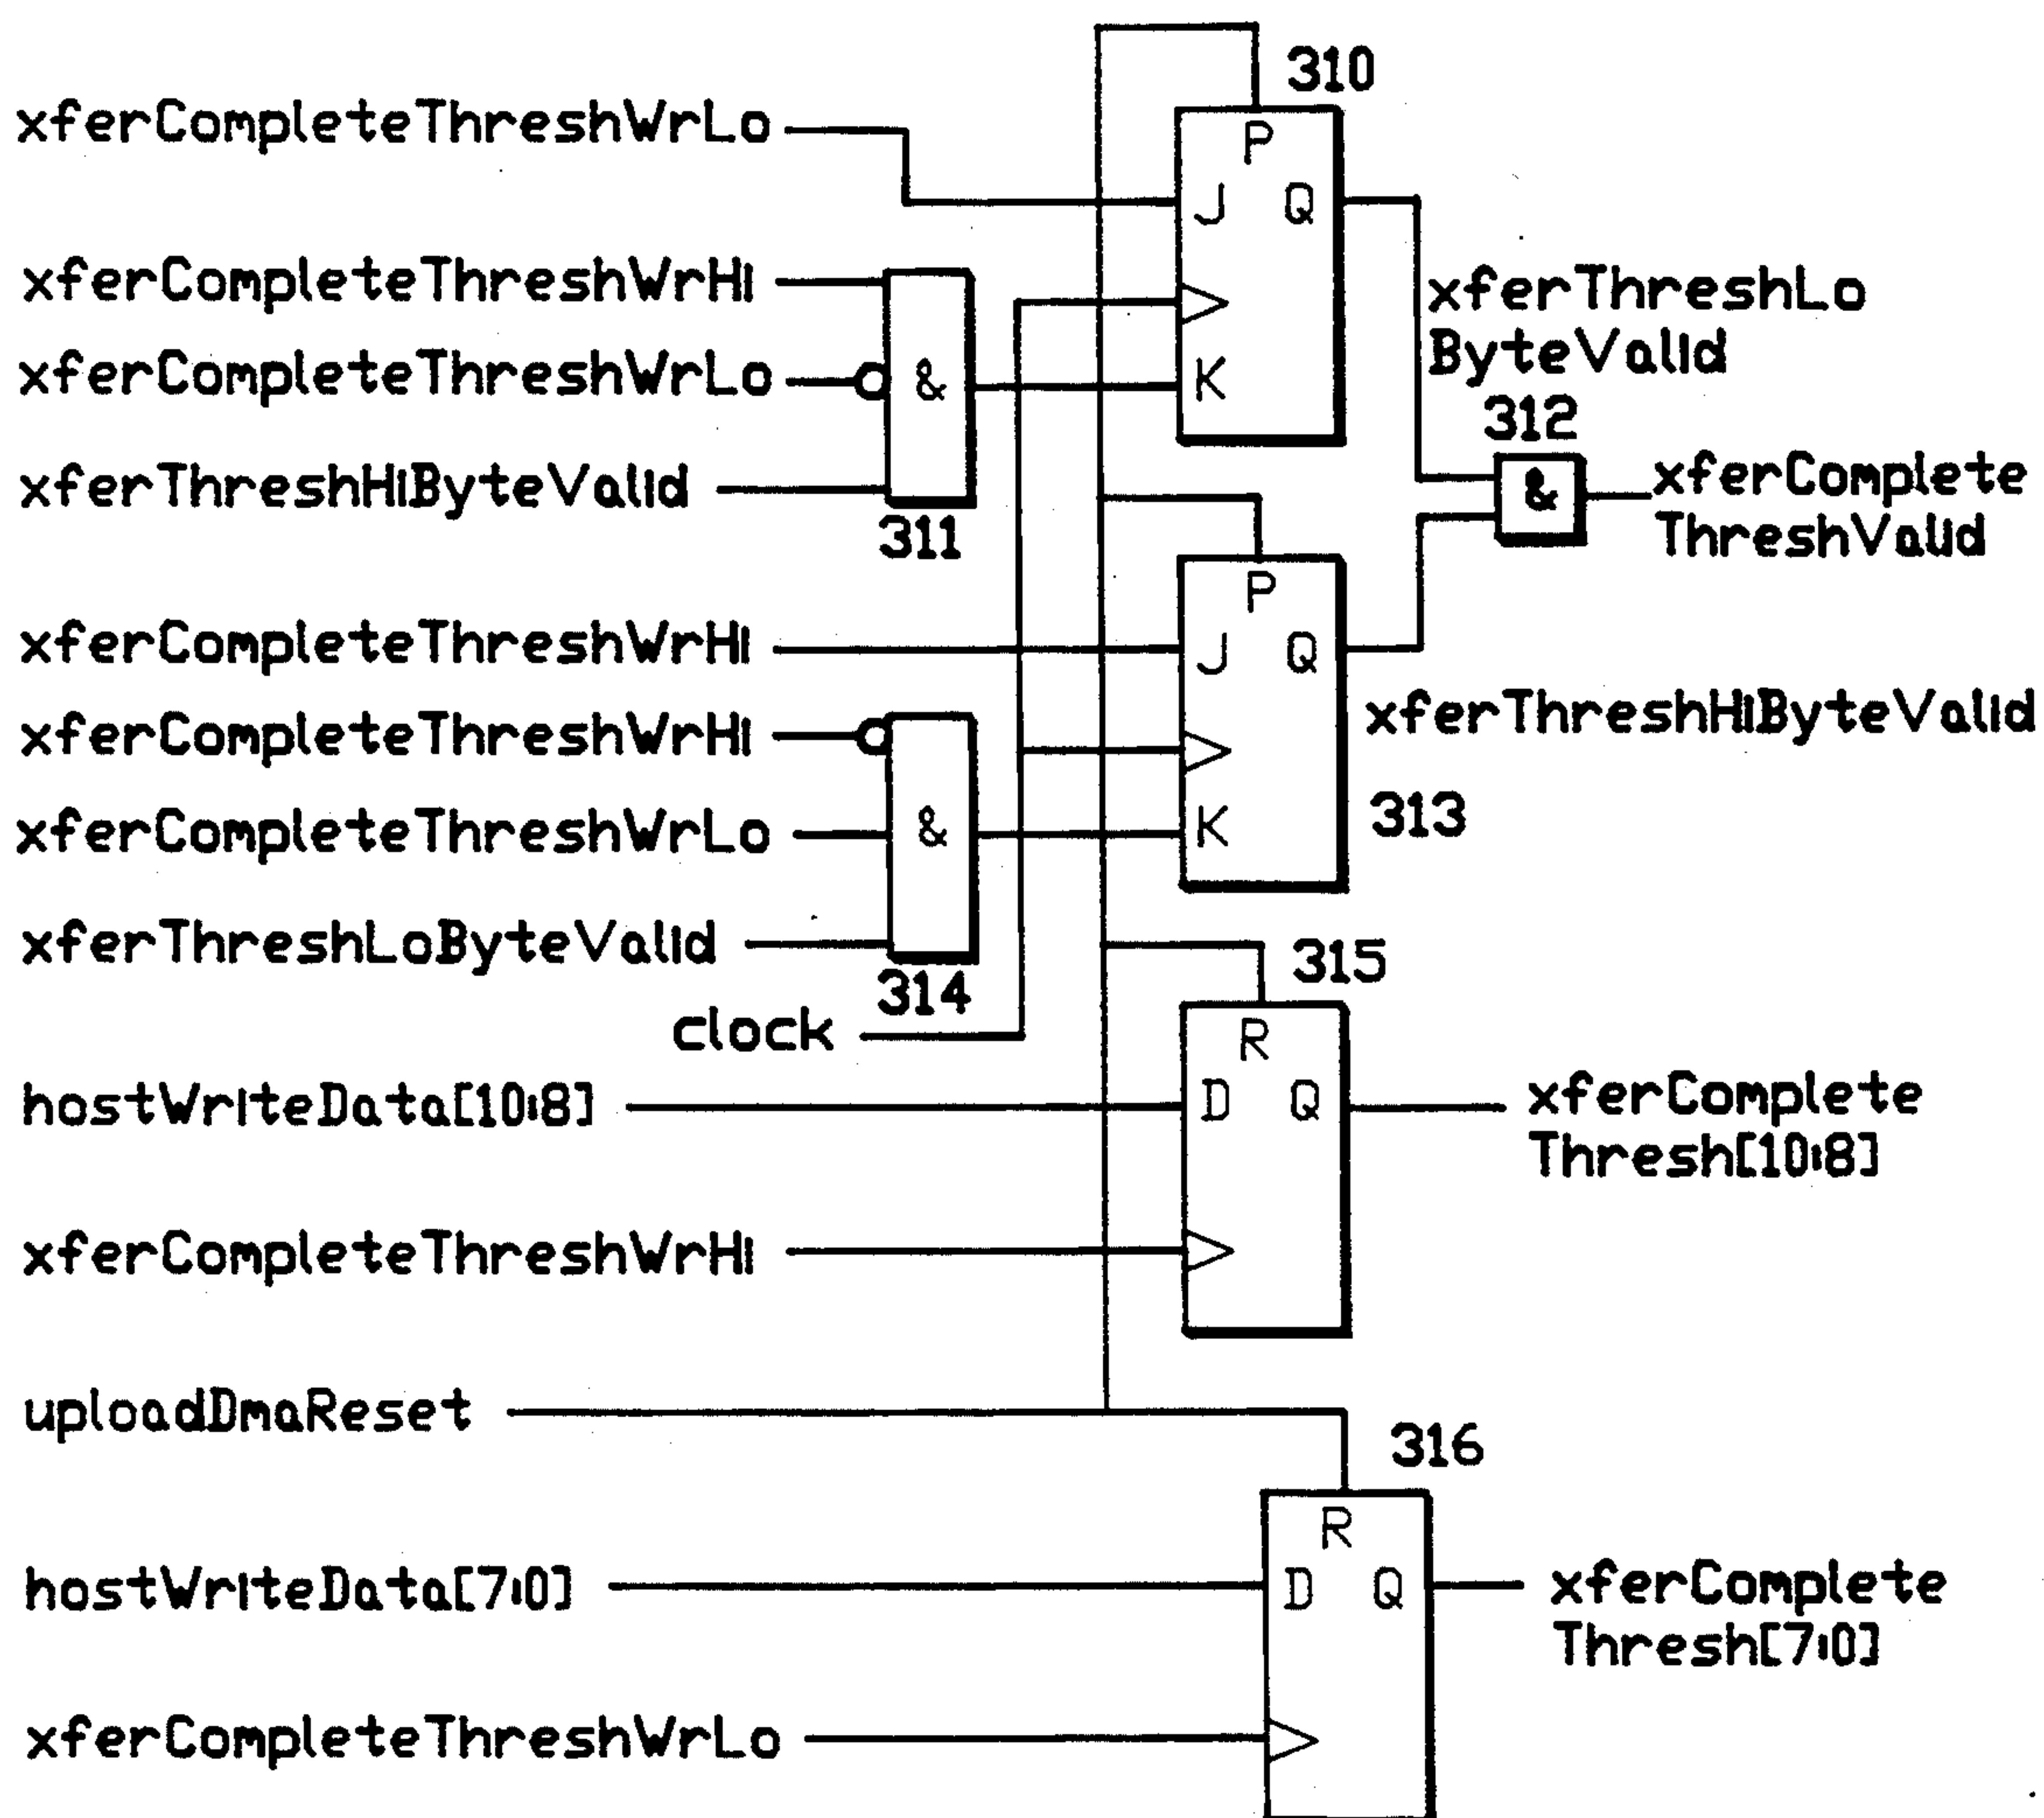 310
xferCompleteThreshWrLo
P
J Q
xferCompleteThreshWrHi
xferThreshLo
ByteValid
xferCompleteThreshWrLo
&
K
312
xferThreshHiByteValid
311
&
xferComplete
ThreshValid
P
xferCompleteThreshWrHi
J Q
xferCompleteThreshWrHi
xferThreshHiByteValid
xferCompleteThreshWrLo
&
K
313
xferThreshLoByteValid
314
315
clock
R
hostWriteData[10:8]
D Q
xferComplete
Thresh[10:8]
xferCompleteThreshWrHi
uploadDmaReset
316
R
hostWriteData[7:0]
D Q
xferComplete
Thresh[7:0]
xferCompleteThreshWrLo